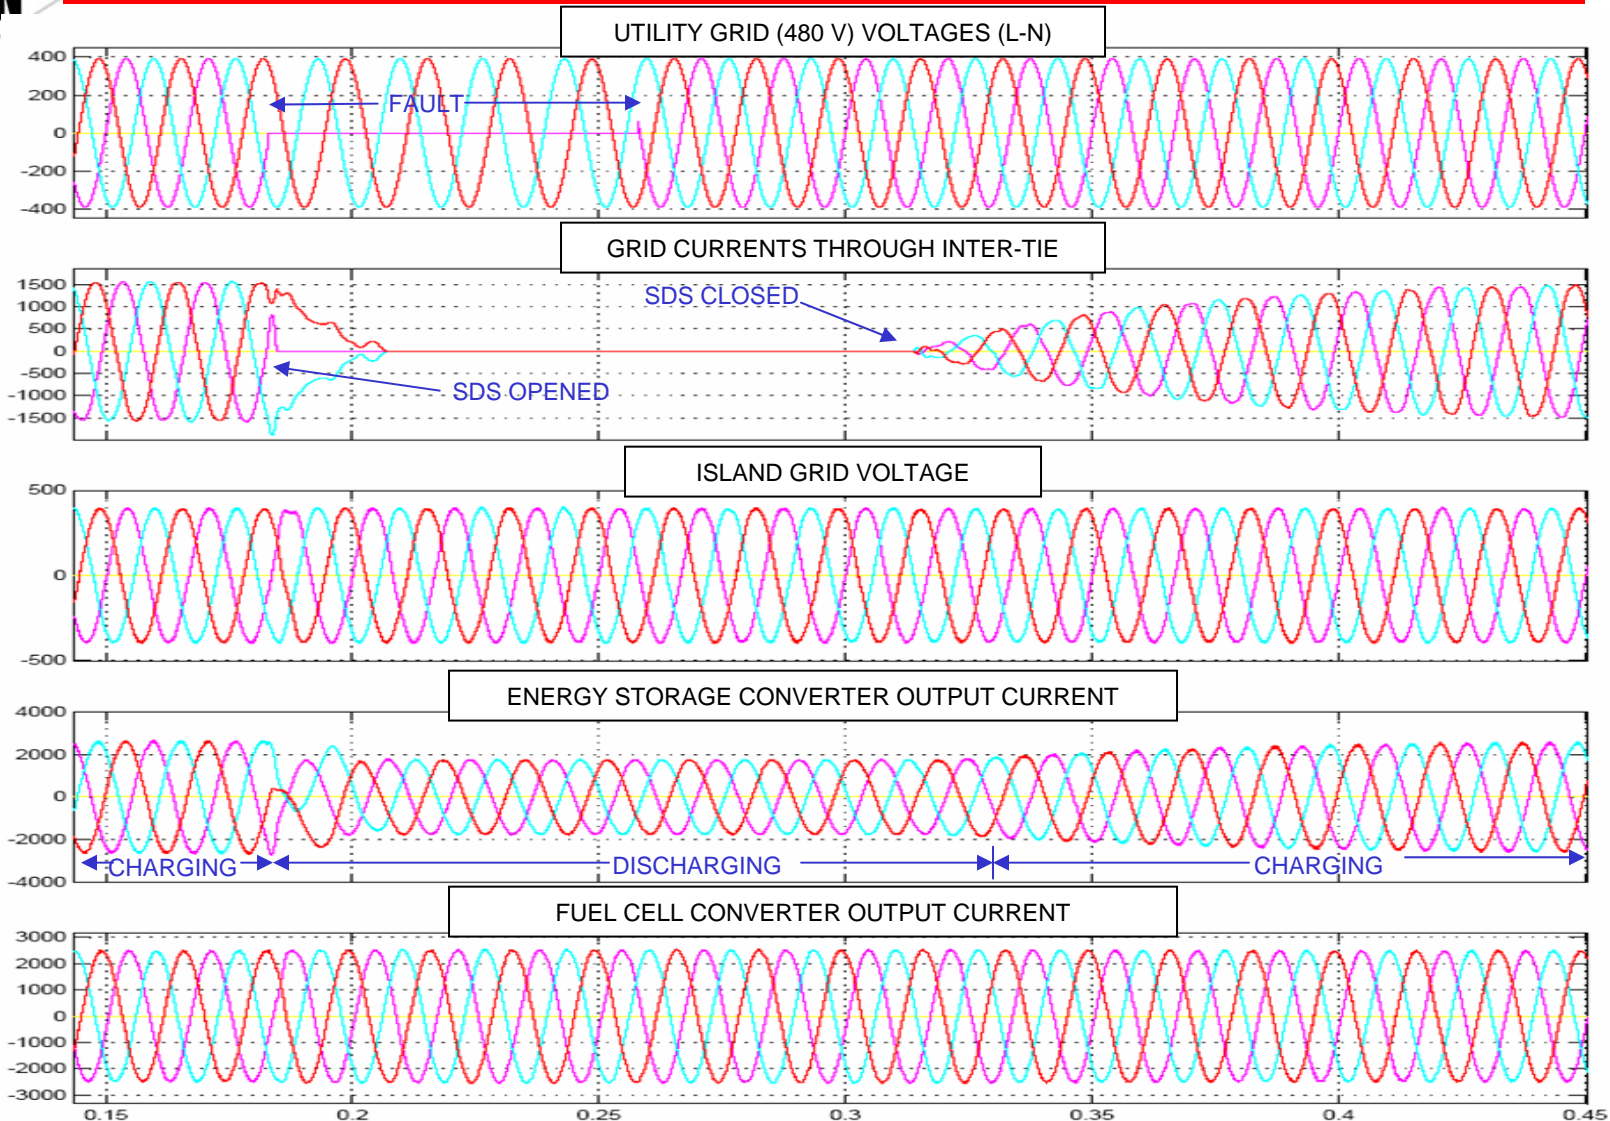 UTILITY GRID (480 V) VOLTAGES (L-N)
400
200
0
-200
-400
FAULT
GRID CURRENTS THROUGH INTER-TIE
1500
1000
500
0
-500
-1000
-1500
SDS CLOSED
SDS OPENED
ISLAND GRID VOLTAGE
500
0
-500
ENERGY STORAGE CONVERTER OUTPUT CURRENT
4000
2000
0
-2000
-4000
CHARGING
DISCHARGING
CHARGING
FUEL CELL CONVERTER OUTPUT CURRENT
3000
2000
1000
0
-1000
-2000
-3000
0.15 0.2 0.25 0.3 0.35 0.4 0.45